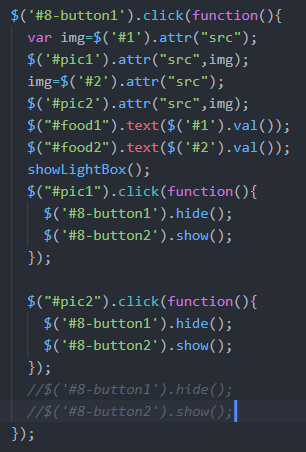 $('#8-button1').click(function(){
var img=$('#1').attr("src");
$('#pic1').attr("src",img);
img=$('#2').attr("src");
$('#pic2').attr("src",img);
$("#food1").text($('#1').val());
$("#food2").text($('#2').val());
showLightBox();
$("#pic1").click(function(){
$('#8-button1').hide();
$('#8-button2').show();
});
$("#pic2").click(function(){
$('#8-button1').hide();
$('#8-button2').show();
});
//$('#8-button1').hide();
//$('#8-button2').show();
});